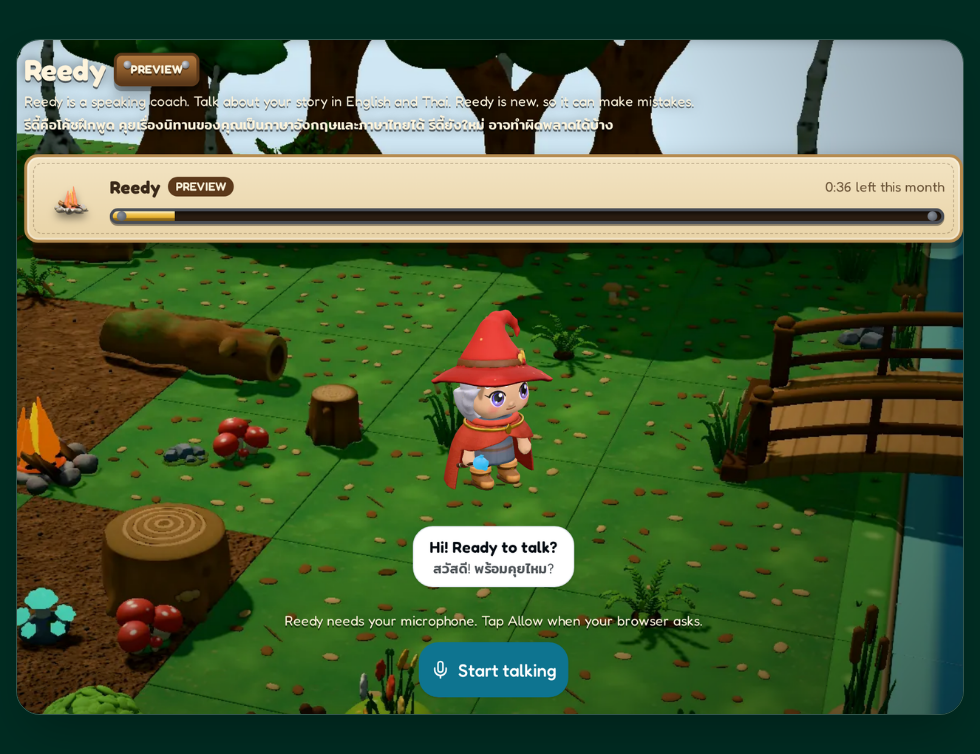 Reedy PREVIEW
Reedy is a speaking coach. Talk about your story in English and Thai. Reedy is new, so it can make mistakes.
รีดี้คือโค้ชฝึกพูด คุยเรื่องนิทานของคุณเป็นภาษาอังกฤษและภาษาไทยได้ รีดี้ยังใหม่ อาจทำผิดพลาดได้บ้าง
Reedy PREVIEW 0:36 left this month
Hi! Ready to talk?
สวัสดี! พร้อมคุยไหม?
Reedy needs your microphone. Tap Allow when your browser asks.
Start talking